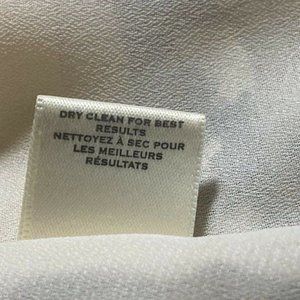 DRY CLEAN FOR BEST
RESULTS
NETTOYEZ À SEC POUR
LES MEILLEURS
RÉSULTATS